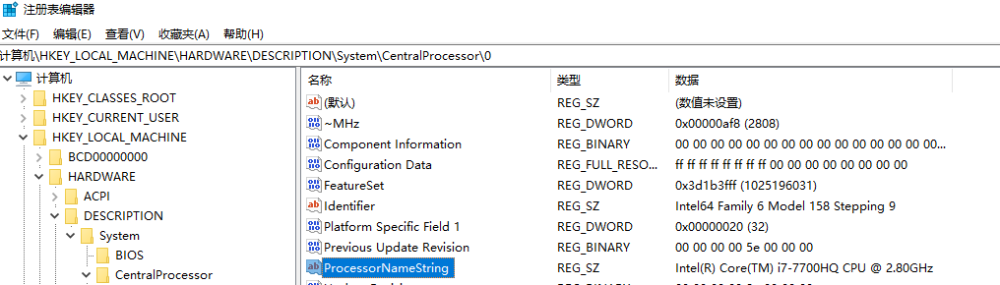 注册表编辑器
文件(F) 编辑(E) 查看(V) 收藏夹(A) 帮助(H)
计算机\HKEY_LOCAL_MACHINE\HARDWARE\DESCRIPTION\System\CentralProcessor\0
计算机
HKEY_CLASSES_ROOT
HKEY_CURRENT_USER
HKEY_LOCAL_MACHINE
BCD00000000
HARDWARE
ACPI
DESCRIPTION
System
BIOS
CentralProcessor
名称 类型 数据
(默认) REG_SZ (数值未设置)
~MHz REG_DWORD 0x00000af8 (2808)
Component Information REG_BINARY 00 00 00 00 00 00 00 00 00 00 00 00 00 00 00...
Configuration Data REG_FULL_RESO... ff ff ff ff ff ff ff ff 00 00 00 00 00 00 00 00
FeatureSet REG_DWORD 0x3d1b3fff (1025196031)
Identifier REG_SZ Intel64 Family 6 Model 158 Stepping 9
Platform Specific Field 1 REG_DWORD 0x00000020 (32)
Previous Update Revision REG_BINARY 00 00 00 00 5e 00 00 00
ProcessorNameString REG_SZ Intel(R) Core(TM) i7-7700HQ CPU @ 2.80GHz